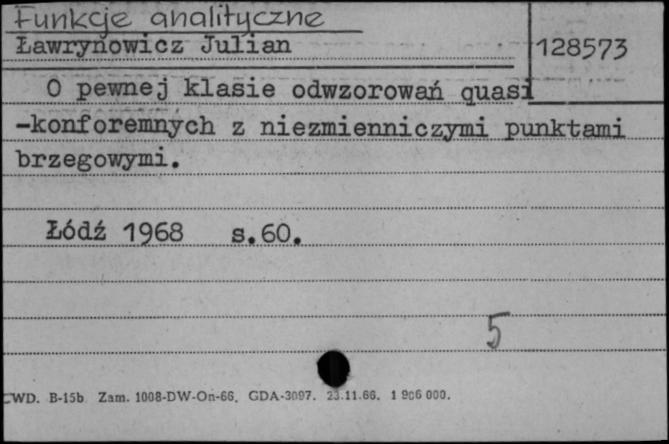 Funkcje analityczne
Ławrynowicz Julian
128573
O pewnej klasie odwzorowań quasi
-konforemnych z niezmienniczymi punktami
brzegowymi.
Łódź 1968 s.60.
5
CWD. B-15b Zam. 1008-DW-On-66. GDA-3097. 23.11.66. 1 906 000.